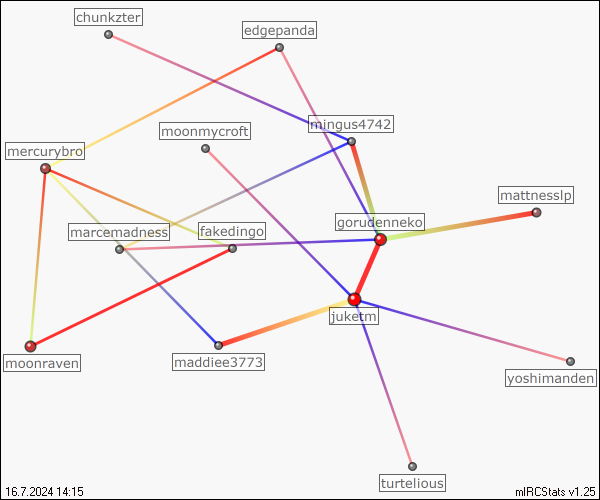 chunkzter
edgepanda
mingus4742
moonmycroft
mercurybro
mattnesslp
gorudenneko
marcemadness
fakedingo
juketm
moonraven
maddiee3773
yoshimanden
turtelious
16.7.2024 14:15
mIRCStats v1.25